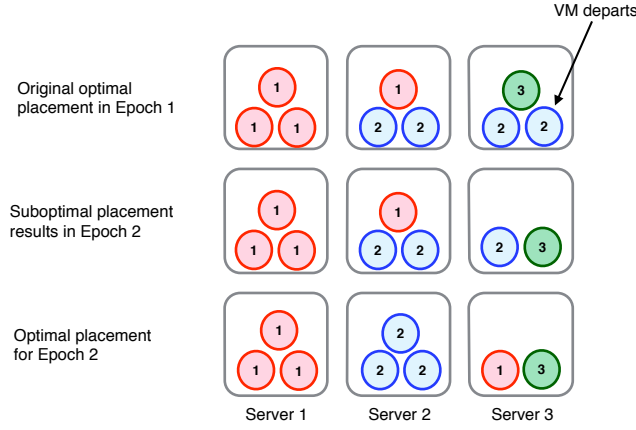 VM departs
Original optimal
placement in Epoch 1
1
1
3
1 1
2 2
2 2
Suboptimal placement
results in Epoch 2
1
1
1 1
2 2
2 3
Optimal placement
for Epoch 2
1
2
1 1
2 2
1 3
Server 1 Server 2 Server 3